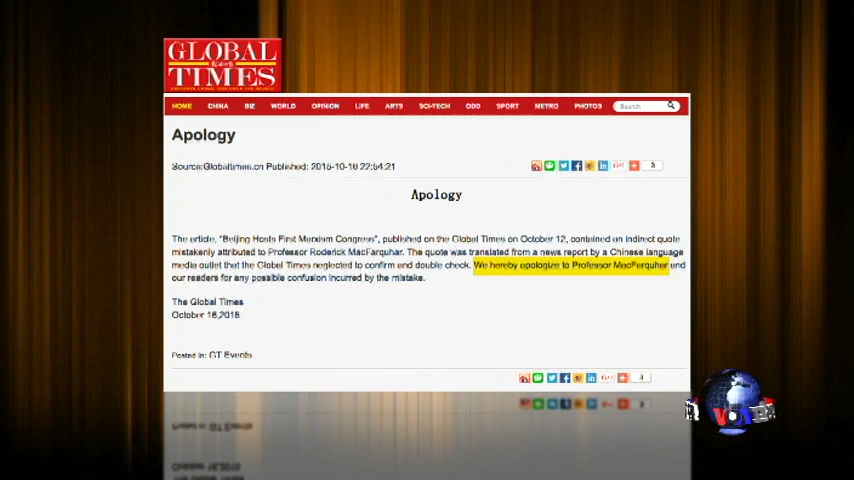 GLOBAL
TIMES
HOME CHINA BIZ WORLD OPINION LIFE ARTS SCI-TECH ODD SPORT METRO PHOTOS Search
Apology
Source:Globaltimes.cn Published: 2015-10-16 22:54:21
3
Apology
The article, "Beijing Hosts First Marxism Congress", published on the Global Times on October 12, contained an indirect quote
mistakenly attributed to Professor Roderick MacFarquhar. The quote was translated from a news report by a Chinese language
media outlet that the Global Times neglected to confirm and double check. We hereby apologize to Professor MacFarquhar and
our readers for any possible confusion incurred by the mistake.
The Global Times
October 16,2015
Posted in: GT Events
3
VOA